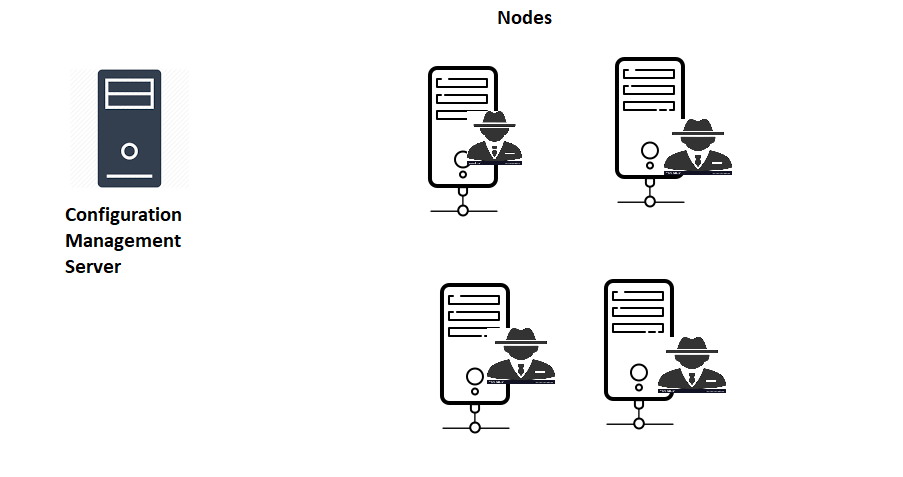 Nodes
Configuration
Management
Server